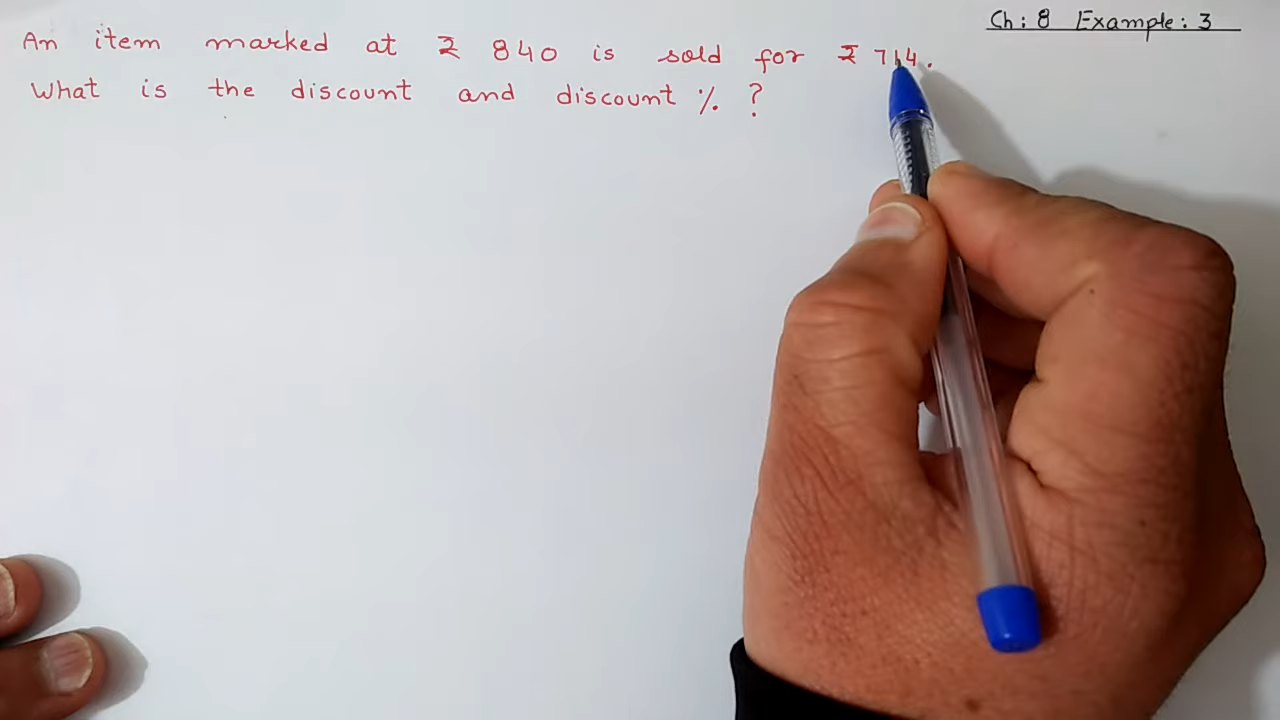 Ch: 8 Example: 3
An item marked at ₹ 840 is sold for ₹ 714.
What is the discount and discount % ?